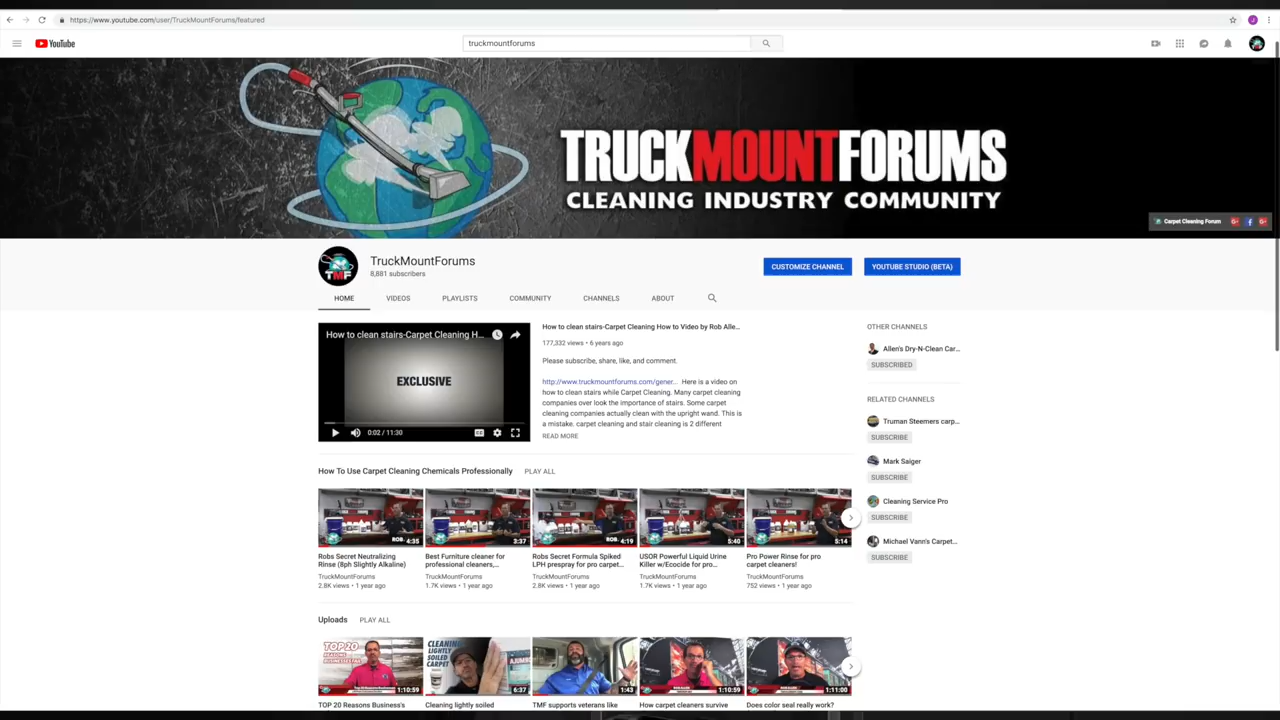 https://www.youtube.com/user/TruckMountForums/featured
YouTube
truckmountforums
TRUCKMOUNTFORUMS
CLEANING INDUSTRY COMMUNITY
Carpet Cleaning Forum
TMF
TruckMountForums
8,881 subscribers
CUSTOMIZE CHANNEL
YOUTUBE STUDIO (BETA)
HOME
VIDEOS
PLAYLISTS
COMMUNITY
CHANNELS
ABOUT
How to clean stairs-Carpet Cleaning H...
EXCLUSIVE
0:02 / 11:30
How to clean stairs-Carpet Cleaning How to Video by Rob Alle...
177,332 views • 6 years ago
Please subscribe, share, like, and comment.
http://www.truckmountforums.com/gener... Here is a video on
how to clean stairs while Carpet Cleaning. Many carpet
cleaning companies over look the importance of stairs. Some carpet
cleaning companies actually clean with the upright wand. This is
a mistake. carpet cleaning and stair cleaning is 2 different
READ MORE
OTHER CHANNELS
Allen's Dry-N-Clean Car...
SUBSCRIBED
RELATED CHANNELS
Truman Steemers carp...
SUBSCRIBE
Mark Saiger
SUBSCRIBE
Cleaning Service Pro
SUBSCRIBE
Michael Vann's Carpet...
SUBSCRIBE
How To Use Carpet Cleaning Chemicals Professionally
PLAY ALL
ROB
4:35
3:37
4:19
5:40
5:14
Robs Secret Neutralizing
Rinse (8ph Slightly Alkaline)
TruckMountForums
2.8K views • 1 year ago
Best Furniture cleaner for
professional cleaners,...
TruckMountForums
1.7K views • 1 year ago
Robs Secret Formula Spiked
LPH prespray for pro carpet...
TruckMountForums
2.8K views • 1 year ago
USOR Powerful Liquid Urine
Killer w/Ecocide for pro...
TruckMountForums
1.7K views • 1 year ago
Pro Power Rinse for pro
carpet cleaners!
TruckMountForums
752 views • 1 year ago
Uploads
PLAY ALL
TOP 20
REASONS
BUSINESSES FAIL
1:10:59
CLEANING
LIGHTLY
SOILED
CARPET
6:37
1:43
1:10:59
1:11:00
TOP 20 Reasons Business's
Cleaning lightly soiled
TMF supports veterans like
How carpet cleaners survive
Does color seal really work?